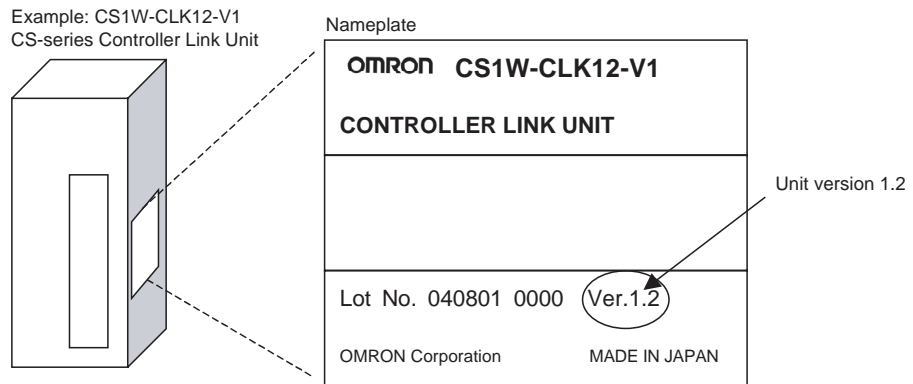 Example: CS1W-CLK12-V1
CS-series Controller Link Unit
Nameplate
OMRON CS1W-CLK12-V1
CONTROLLER LINK UNIT
Unit version 1.2
Lot No. 040801 0000 Ver.1.2
OMRON Corporation MADE IN JAPAN